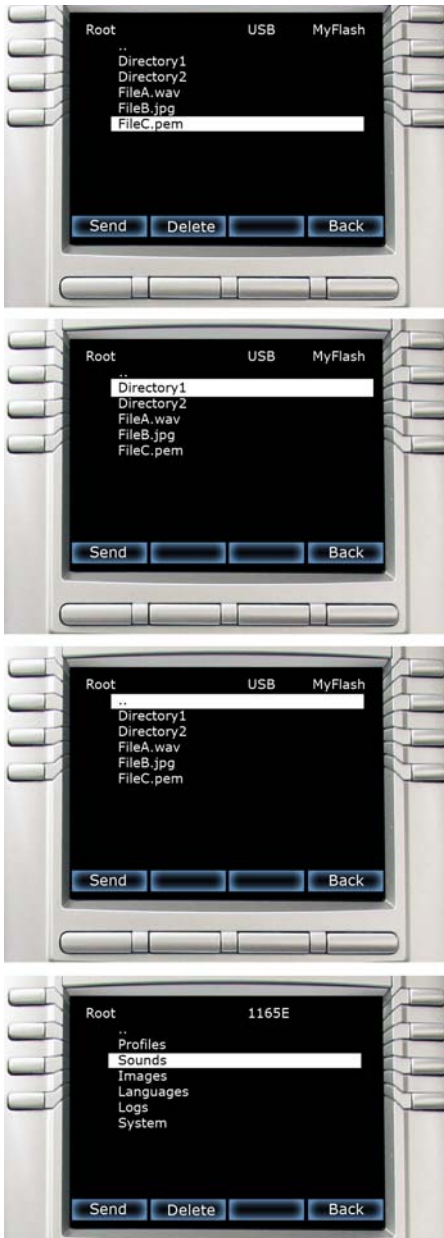 Root USB MyFlash
..
Directory1
Directory2
FileA.wav
FileB.jpg
FileC.pem
Send Delete Back
Root USB MyFlash
..
Directory1
Directory2
FileA.wav
FileB.jpg
FileC.pem
Send Back
Root USB MyFlash
..
Directory1
Directory2
FileA.wav
FileB.jpg
FileC.pem
Send Back
Root 1165E
..
Profiles
Sounds
Images
Languages
Logs
System
Send Delete Back